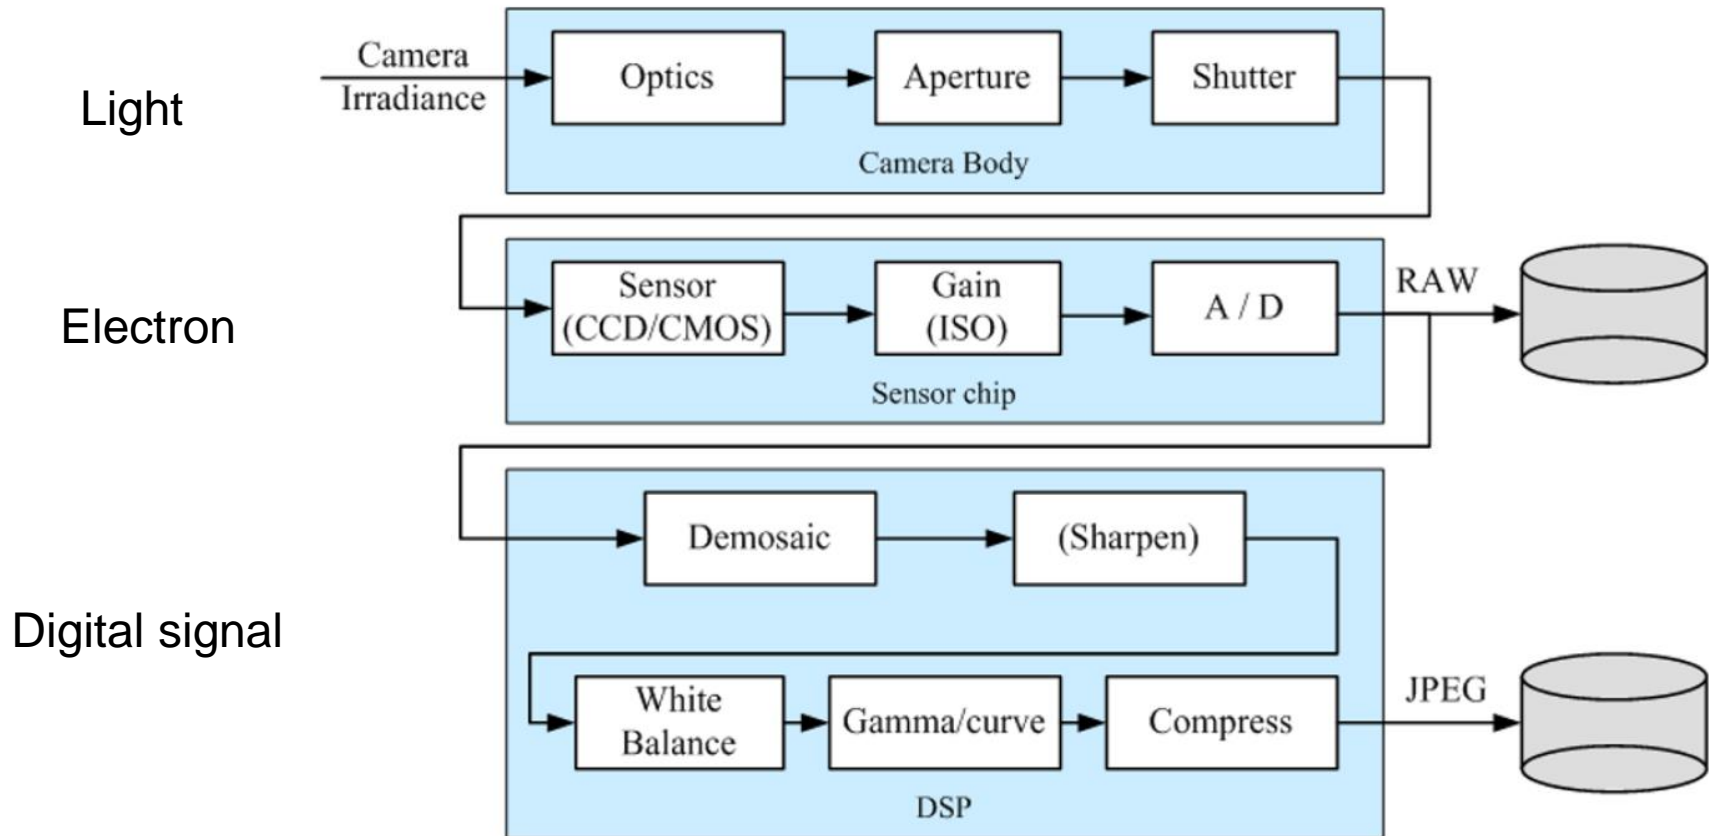 Light
Camera
Irradiance
Optics
Aperture
Shutter
Camera Body
Electron
Sensor
(CCD/CMOS)
Gain
(ISO)
A / D
RAW
Sensor chip
Digital signal
Demosaic
(Sharpen)
White
Balance
Gamma/curve
Compress
JPEG
DSP